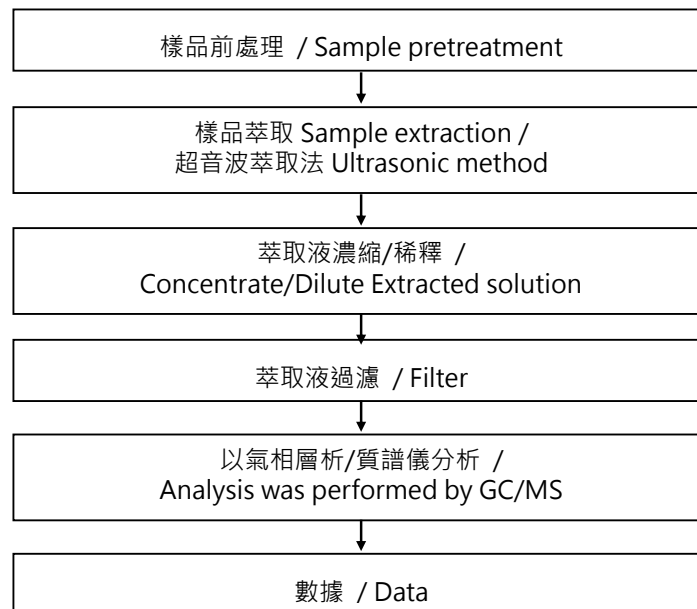 樣品前處理 / Sample pretreatment
樣品萃取 Sample extraction /
超音波萃取法 Ultrasonic method
萃取液濃縮/稀釋 /
Concentrate/Dilute Extracted solution
萃取液過濾 / Filter
以氣相層析/質譜儀分析 /
Analysis was performed by GC/MS
數據 / Data